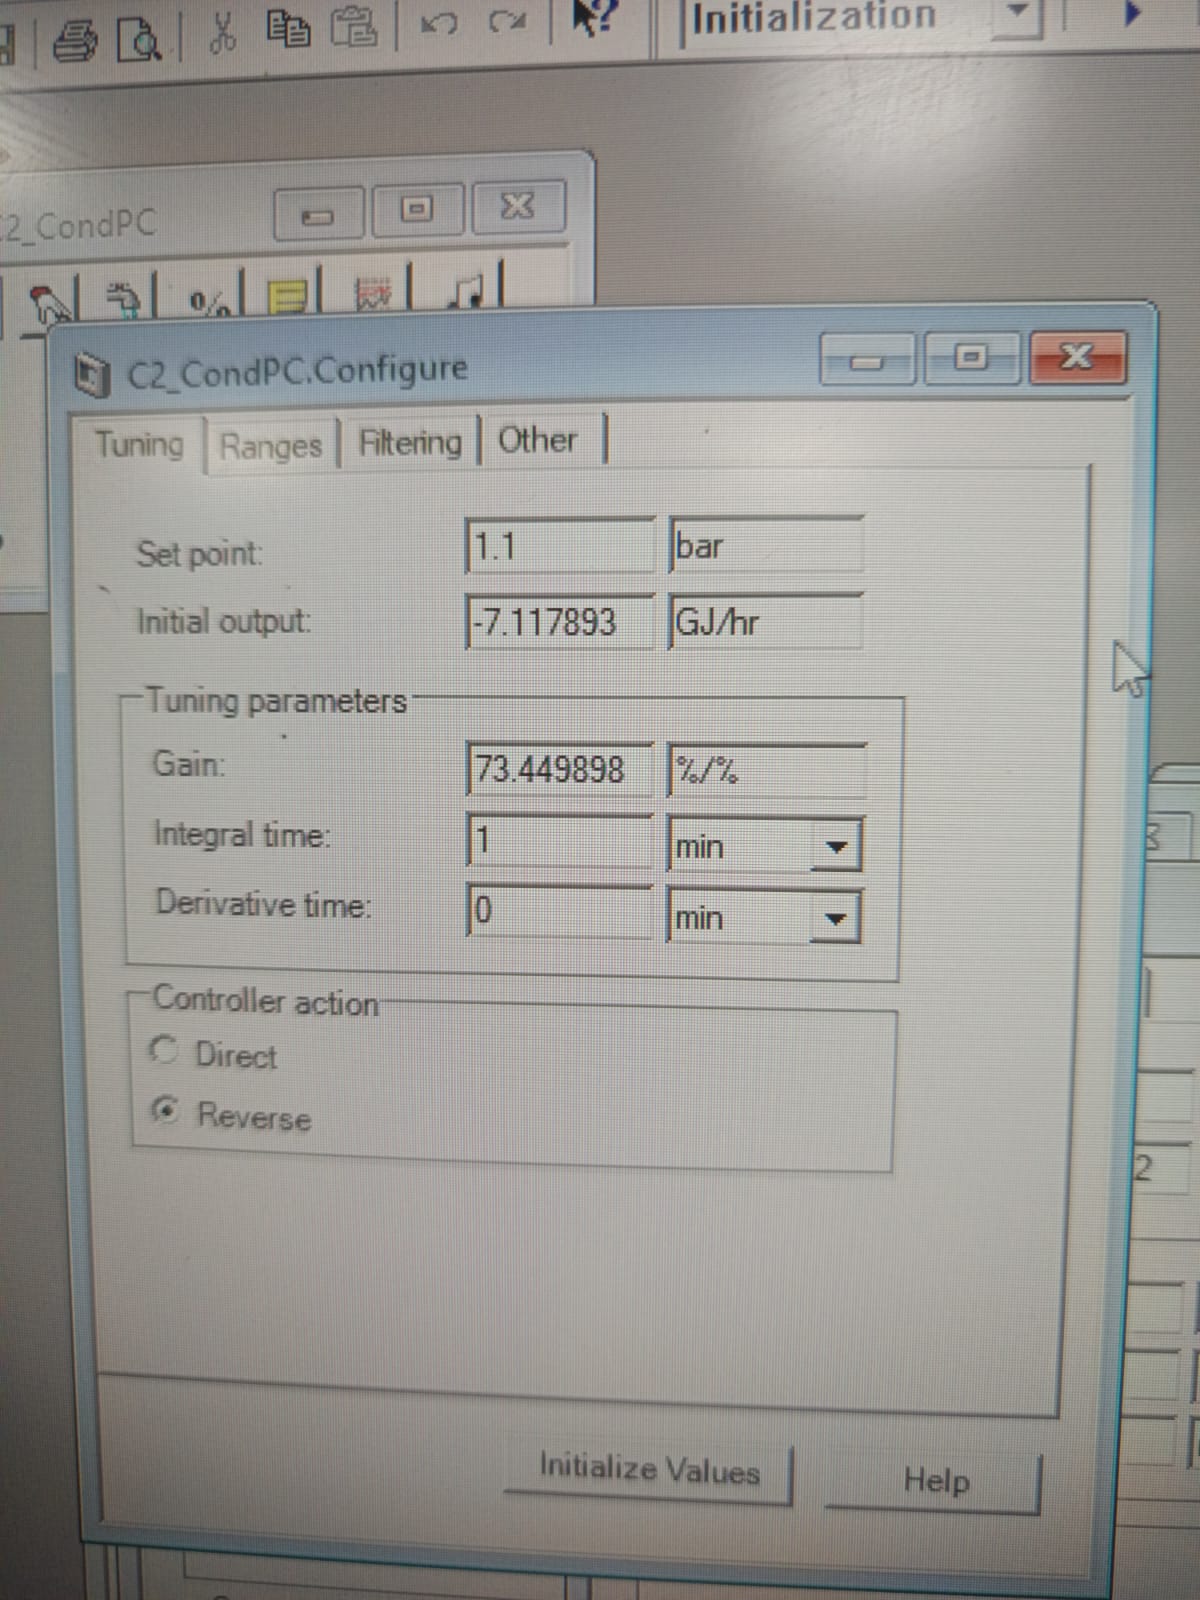 Initialization
C2_CondPC
C2_CondPC.Configure
Tuning Ranges Filtering Other
Set point: 1.1 bar
Initial output: -7.117893 GJ/hr
Tuning parameters
Gain: 73.449898 %/%
Integral time: 1 min
Derivative time: 0 min
Controller action
Direct
Reverse
2
Initialize Values Help